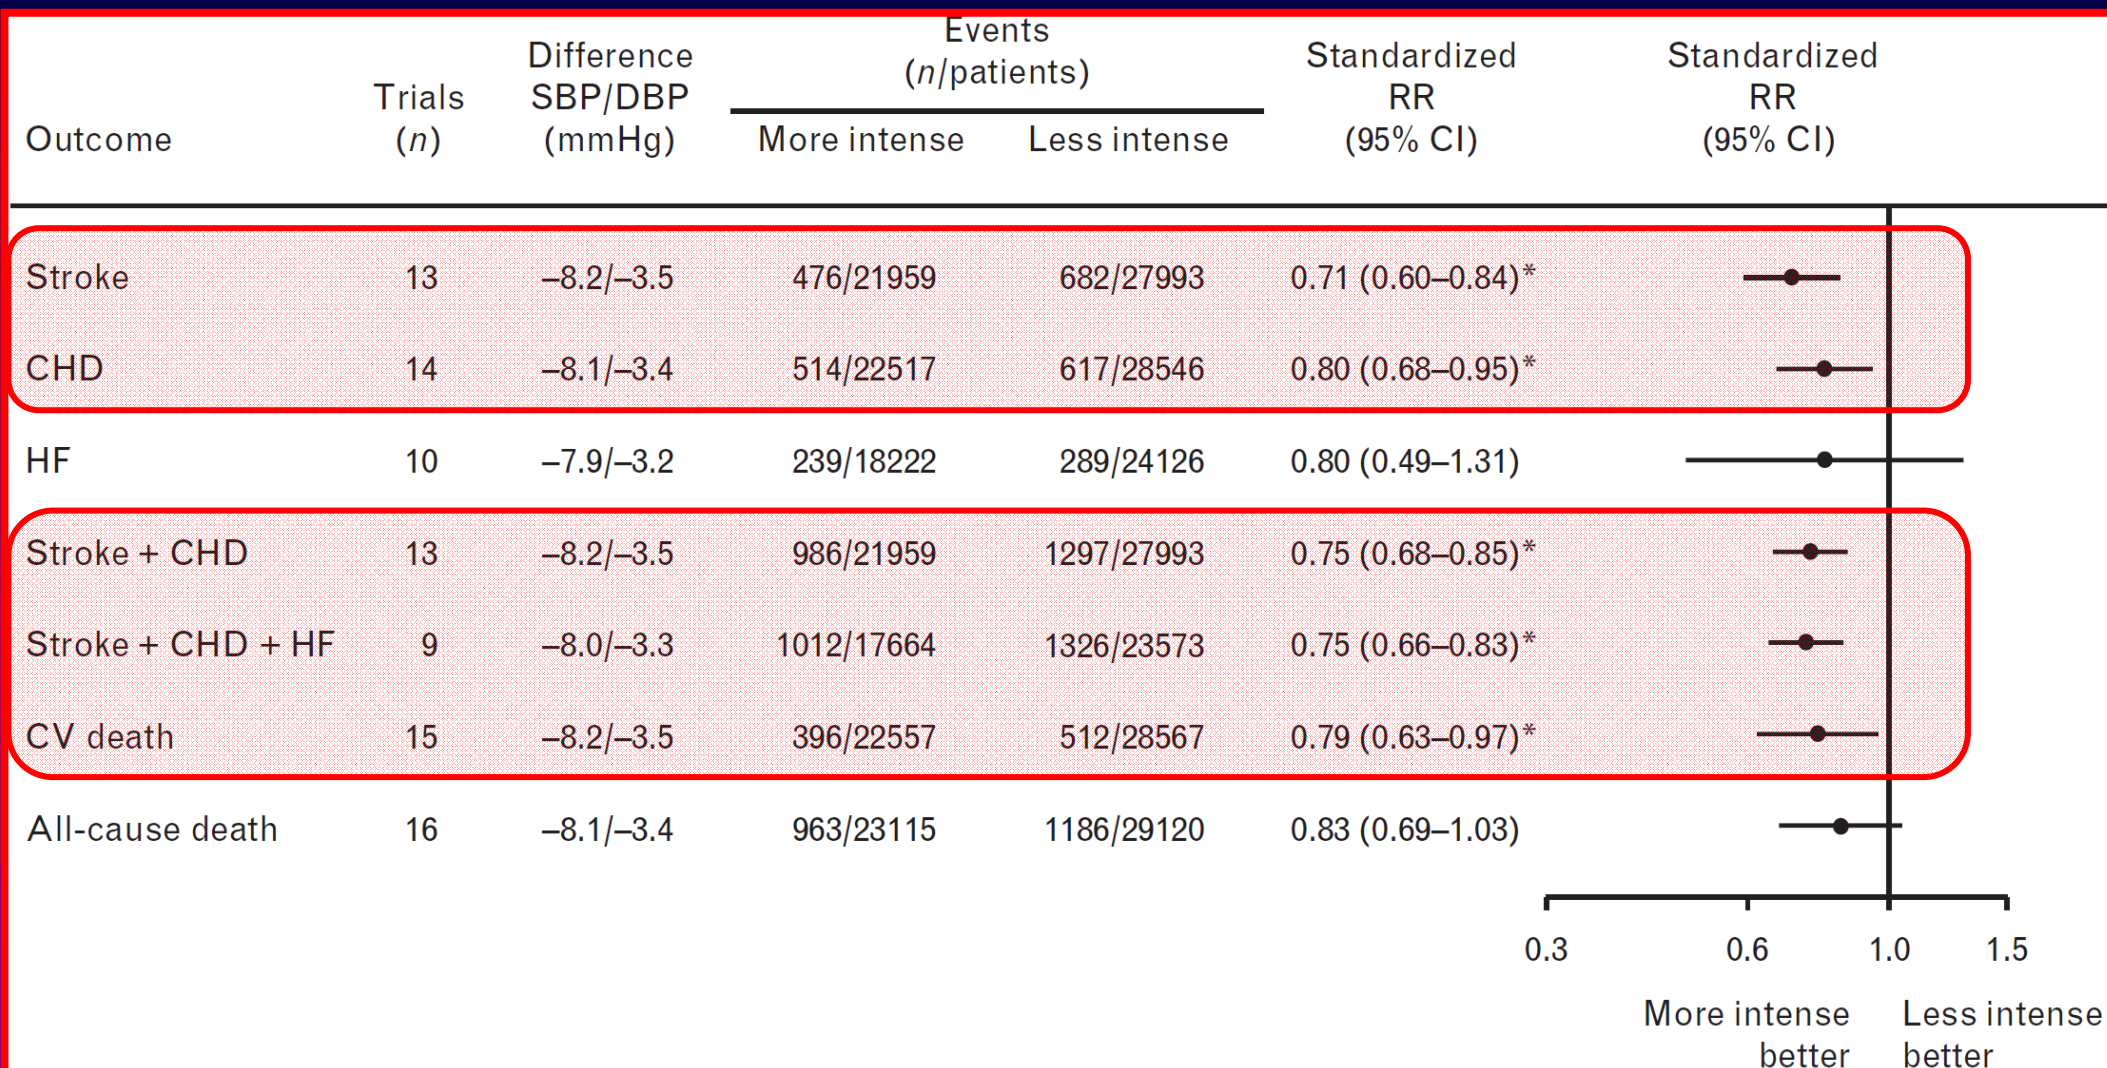 Outcome
Trials
(n)
Difference
SBP/DBP
(mmHg)
Events
(n/patients)
More intense Less intense
Standardized
RR
(95% CI)
Standardized
RR
(95% CI)
Stroke 13 –8.2/–3.5 476/21959 682/27993 0.71 (0.60–0.84)*
CHD 14 –8.1/–3.4 514/22517 617/28546 0.80 (0.68–0.95)*
HF 10 –7.9/–3.2 239/18222 289/24126 0.80 (0.49–1.31)
Stroke + CHD 13 –8.2/–3.5 986/21959 1297/27993 0.75 (0.68–0.85)*
Stroke + CHD + HF 9 –8.0/–3.3 1012/17664 1326/23573 0.75 (0.66–0.83)*
CV death 15 –8.2/–3.5 396/22557 512/28567 0.79 (0.63–0.97)*
All-cause death 16 –8.1/–3.4 963/23115 1186/29120 0.83 (0.69–1.03)
0.3 0.6 1.0 1.5
More intense
better
Less intense
better